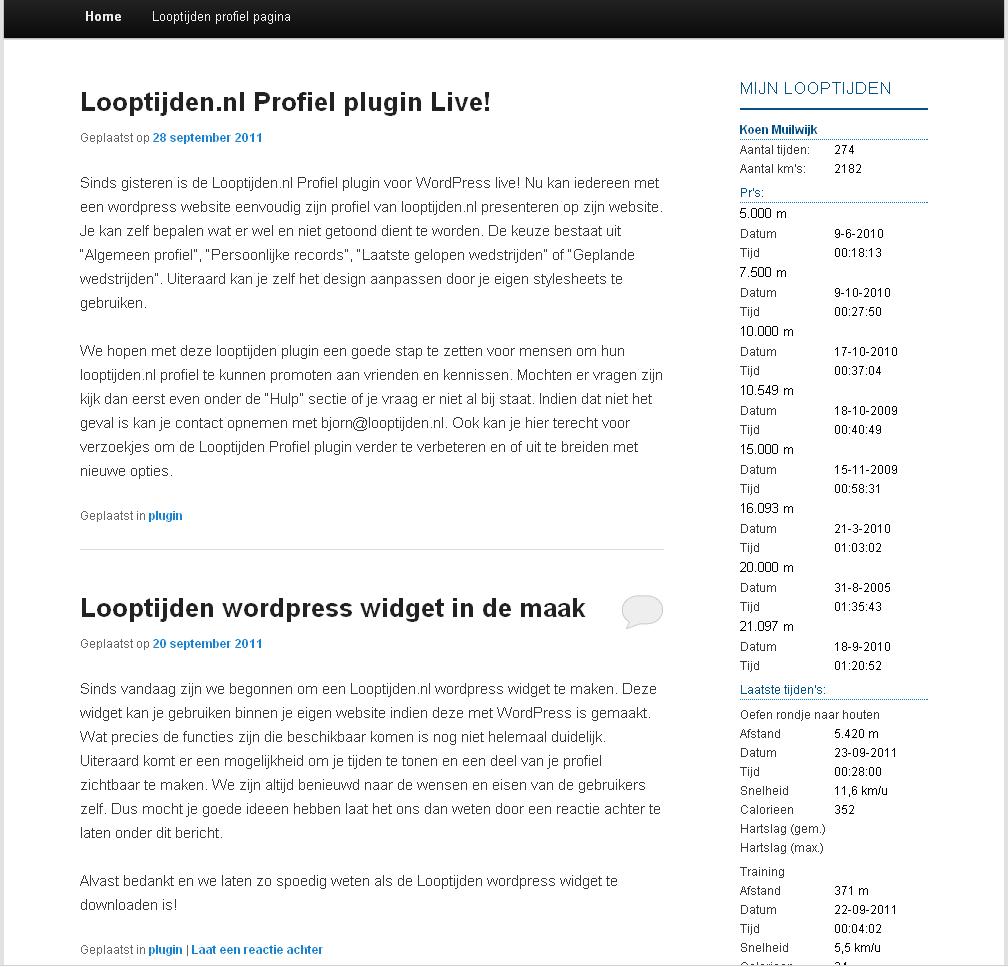 Home Looptijden profiel pagina
Looptijden.nl Profiel plugin Live!
Geplaatst op 28 september 2011
Sinds gisteren is de Looptijden.nl Profiel plugin voor WordPress live! Nu kan iedereen met
een wordpress website eenvoudig zijn profiel van looptijden.nl presenteren op zijn website.
Je kan zelf bepalen wat er wel en niet getoond dient te worden. De keuze bestaat uit
“Algemeen profiel”, “Persoonlijke records”, “Laatste gelopen wedstrijden” of “Geplande
wedstrijden”. Uiteraard kan je zelf het design aanpassen door je eigen stylesheets te
gebruiken.
We hopen met deze looptijden plugin een goede stap te zetten voor mensen om hun
looptijden.nl profiel te kunnen promoten aan vrienden en kennissen. Mochten er vragen zijn
kijk dan eerst even onder de “Hulp” sectie of je vraag er niet al bij staat. Indien dat niet het
geval is kan je contact opnemen met bjorn@looptijden.nl. Ook kan je hier terecht voor
verzoekjes om de Looptijden Profiel plugin verder te verbeteren en of uit te breiden met
nieuwe opties.
Geplaatst in plugin
Looptijden wordpress widget in de maak
Geplaatst op 20 september 2011
Sinds vandaag zijn we begonnen om een Looptijden.nl wordpress widget te maken. Deze
widget kan je gebruiken binnen je eigen website indien deze met WordPress is gemaakt.
Wat precies de functies zijn die beschikbaar komen is nog niet helemaal duidelijk.
Uiteraard komt er een mogelijkheid om je tijden te tonen en een deel van je profiel
zichtbaar te maken. We zijn altijd benieuwd naar de wensen en eisen van de gebruikers
zelf. Dus mocht je goede ideeen hebben laat het ons dan weten door een reactie achter te
laten onder dit bericht.
Alvast bedankt en we laten zo spoedig weten als de Looptijden wordpress widget te
downloaden is!
Geplaatst in plugin | Laat een reactie achter
MIJN LOOPTIJDEN
Koen Muilwijk
Aantal tijden: 274
Aantal km's: 2182
Pr's:
5.000 m
Datum 9-6-2010
Tijd 00:18:13
7.500 m
Datum 9-10-2010
Tijd 00:27:50
10.000 m
Datum 17-10-2010
Tijd 00:37:04
10.549 m
Datum 18-10-2009
Tijd 00:40:49
15.000 m
Datum 15-11-2009
Tijd 00:58:31
16.093 m
Datum 21-3-2010
Tijd 01:03:02
20.000 m
Datum 31-8-2005
Tijd 01:35:43
21.097 m
Datum 18-9-2010
Tijd 01:20:52
Laatste tijden's:
Oefen rondje naar houten
Afstand 5.420 m
Datum 23-09-2011
Tijd 00:28:00
Snelheid 11,6 km/u
Calorieen 352
Hartslag (gem.)
Hartslag (max.)
Training
Afstand 371 m
Datum 22-09-2011
Tijd 00:04:02
Snelheid 5,5 km/u